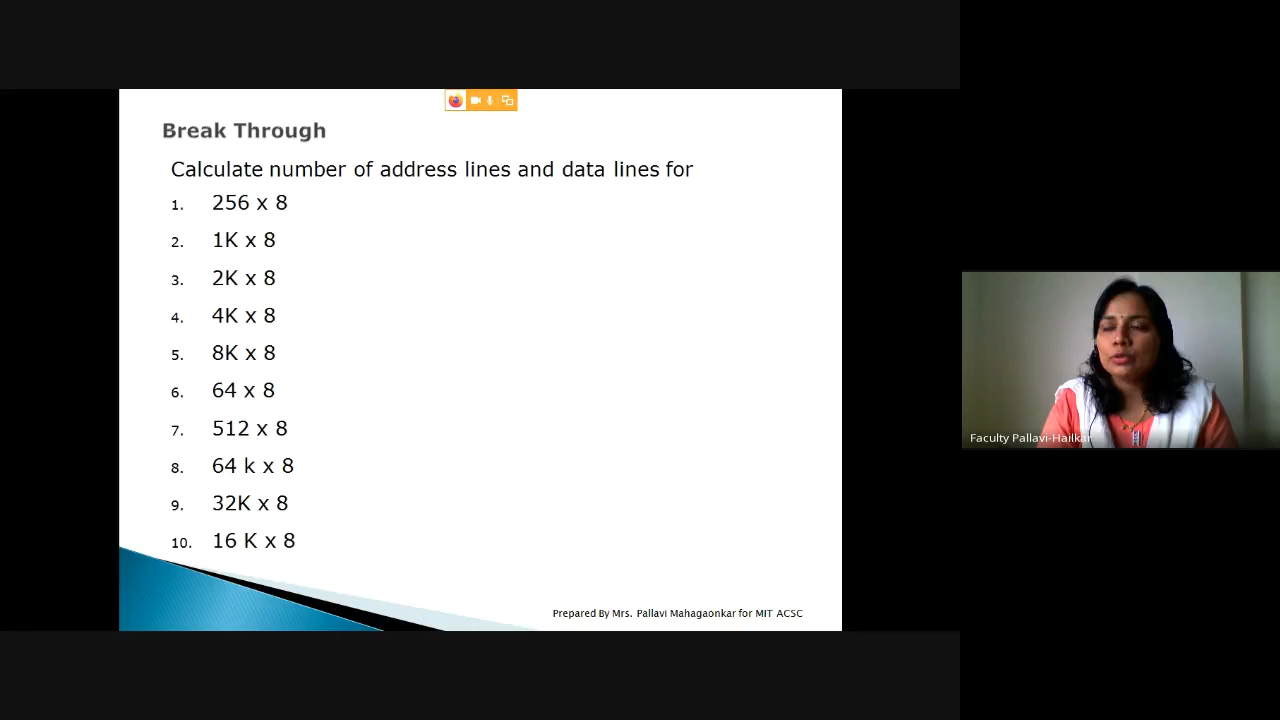 Break Through
Calculate number of address lines and data lines for
1. 256 x 8
2. 1K x 8
3. 2K x 8
4. 4K x 8
5. 8K x 8
6. 64 x 8
7. 512 x 8
8. 64 k x 8
9. 32K x 8
10. 16 K x 8
Prepared By Mrs. Pallavi Mahagaonkar for MIT ACSC
Faculty Pallavi-Hailkar